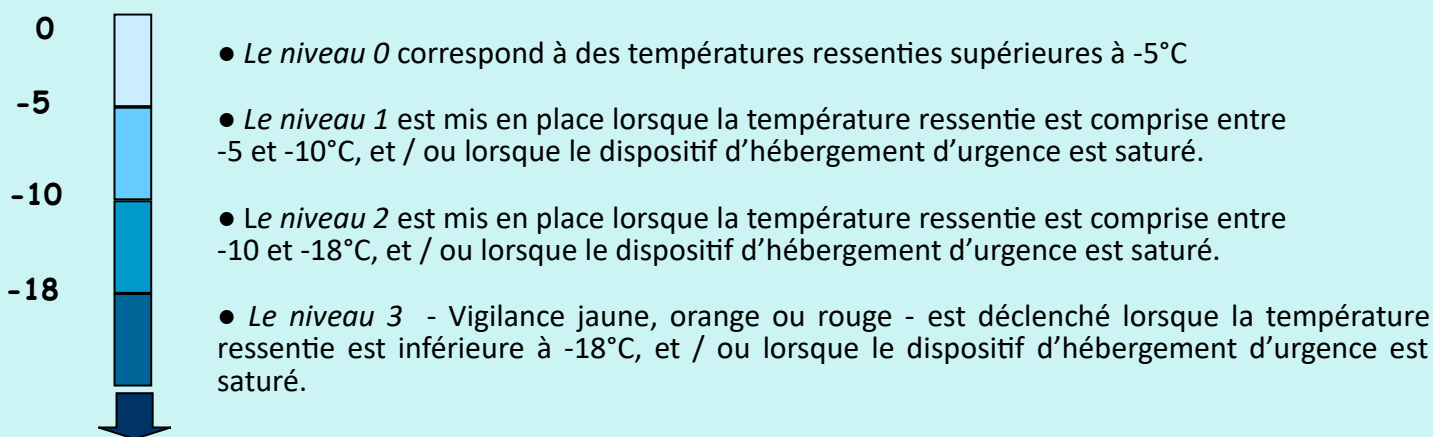 0
● Le niveau 0 correspond à des températures ressenties supérieures à -5°C
-5
● Le niveau 1 est mis en place lorsque la température ressentie est comprise entre
-5 et -10°C, et / ou lorsque le dispositif d’hébergement d’urgence est saturé.
-10
● Le niveau 2 est mis en place lorsque la température ressentie est comprise entre
-10 et -18°C, et / ou lorsque le dispositif d’hébergement d’urgence est saturé.
-18
● Le niveau 3 - Vigilance jaune, orange ou rouge - est déclenché lorsque la température
ressentie est inférieure à -18°C, et / ou lorsque le dispositif d’hébergement d’urgence est
saturé.